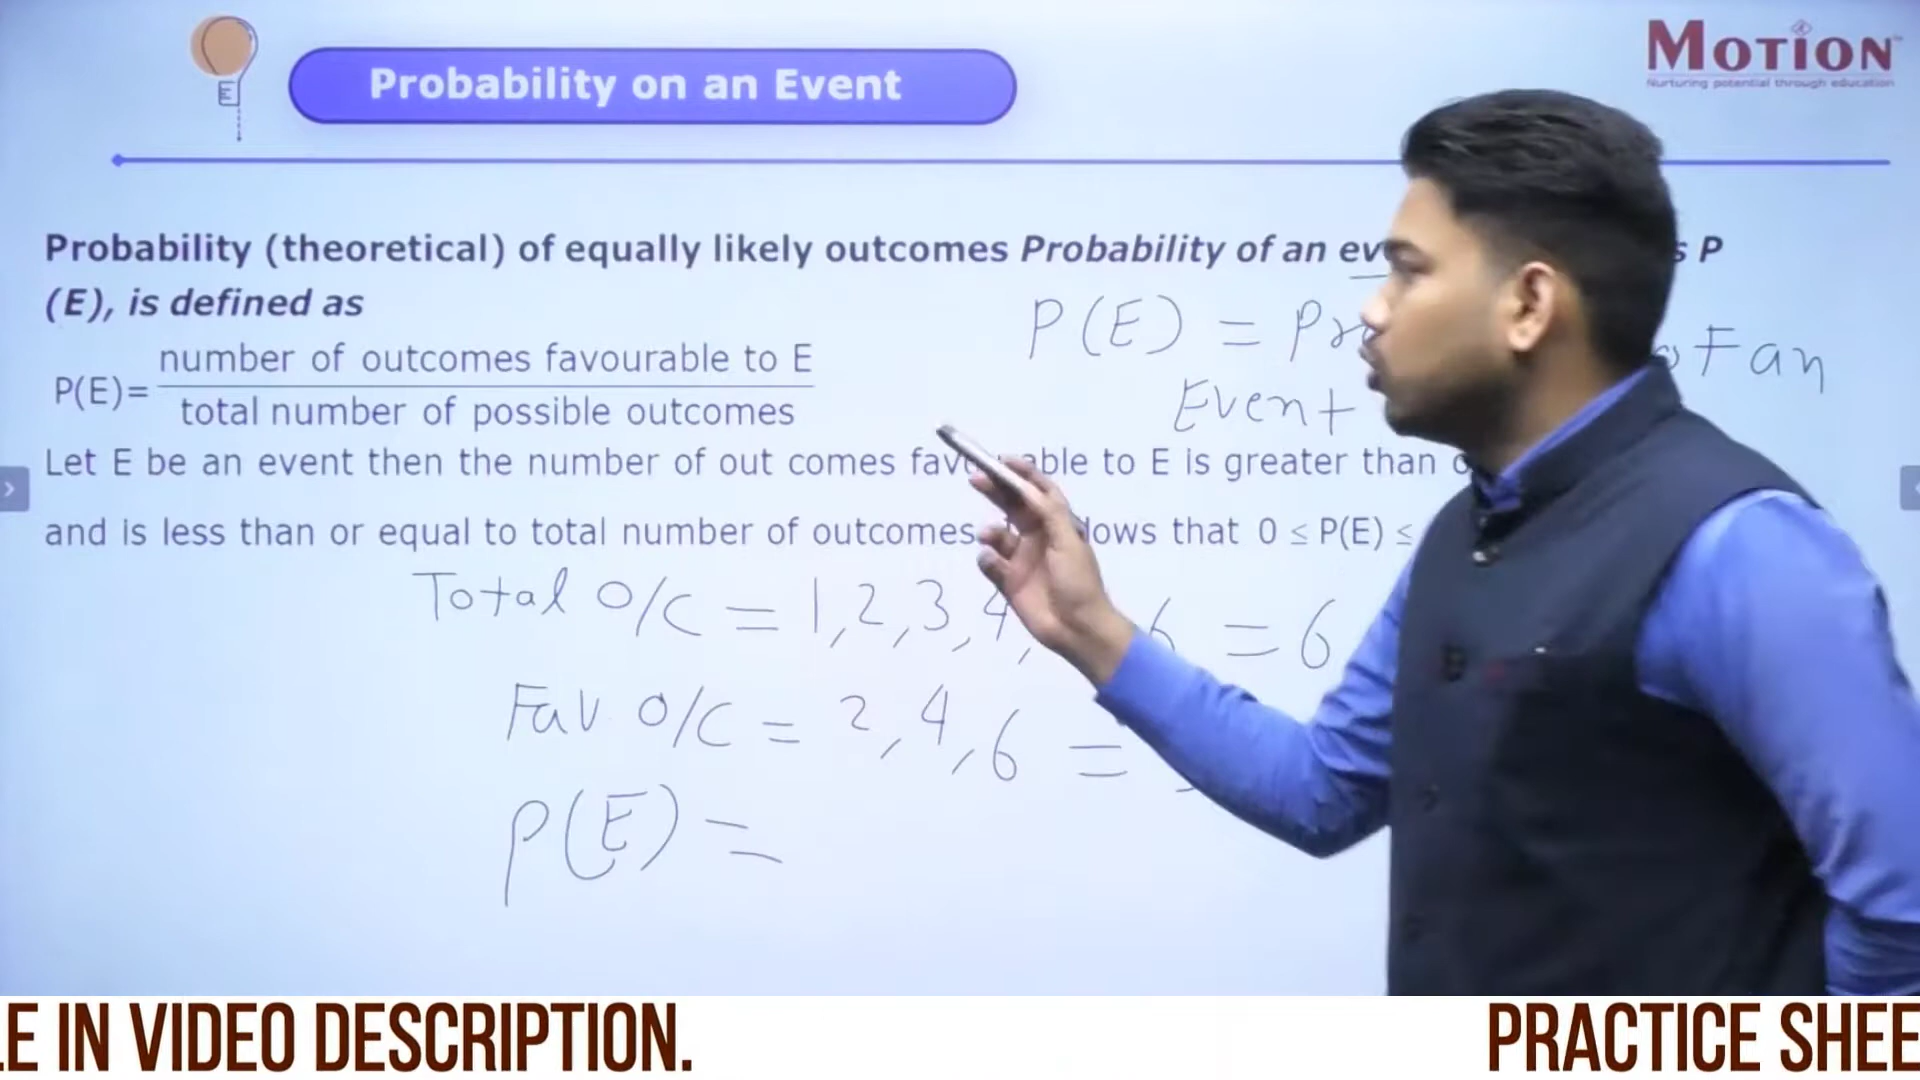 Probability on an Event
MOTION
Nurturing potential through education
Probability (theoretical) of equally likely outcomes Probability of an P
(E), is defined as
P(E)= number of outcomes favourable to E
total number of possible outcomes
P(E) = o Fan
Event
Let E be an event then the number of out comes to E is greater than
and is less than or equal to total number of outcomes that 0 ≤ P(E) ≤
Total O/C = 1,2,3,4, 6 = 6
Fav O/C = 2,4,6 =
P(E) =
E IN VIDEO DESCRIPTION.
PRACTICE SHEE